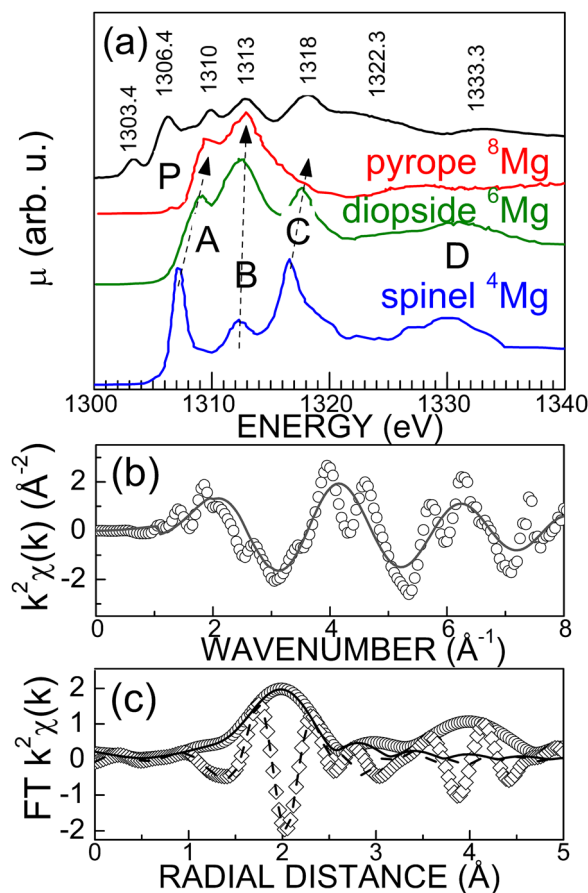 (a)
1303.4
1306.4
1310
1313
1318
1322.3
1333.3
P
pyrope ⁸Mg
diopside ⁶Mg
A
B
C
D
spinel ⁴Mg
μ (arb. u.)
1300 1310 1320 1330 1340
ENERGY (eV)
(b)
k²χ(k) (Å⁻²)
2
0
-2
0 2 4 6 8
WAVENUMBER (Å⁻¹)
(c)
FT k²χ(k)
2
1
0
-1
-2
0 1 2 3 4 5
RADIAL DISTANCE (Å)